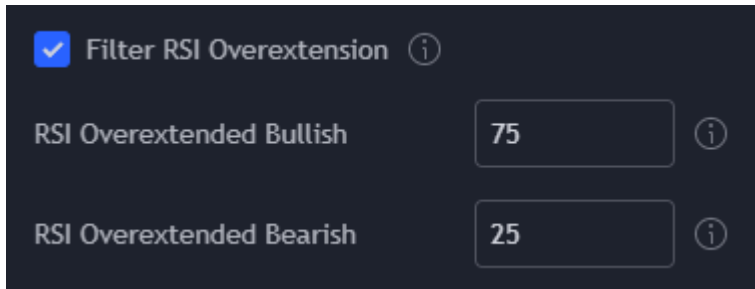 Filter RSI Overextension
RSI Overextended Bullish 75
RSI Overextended Bearish 25